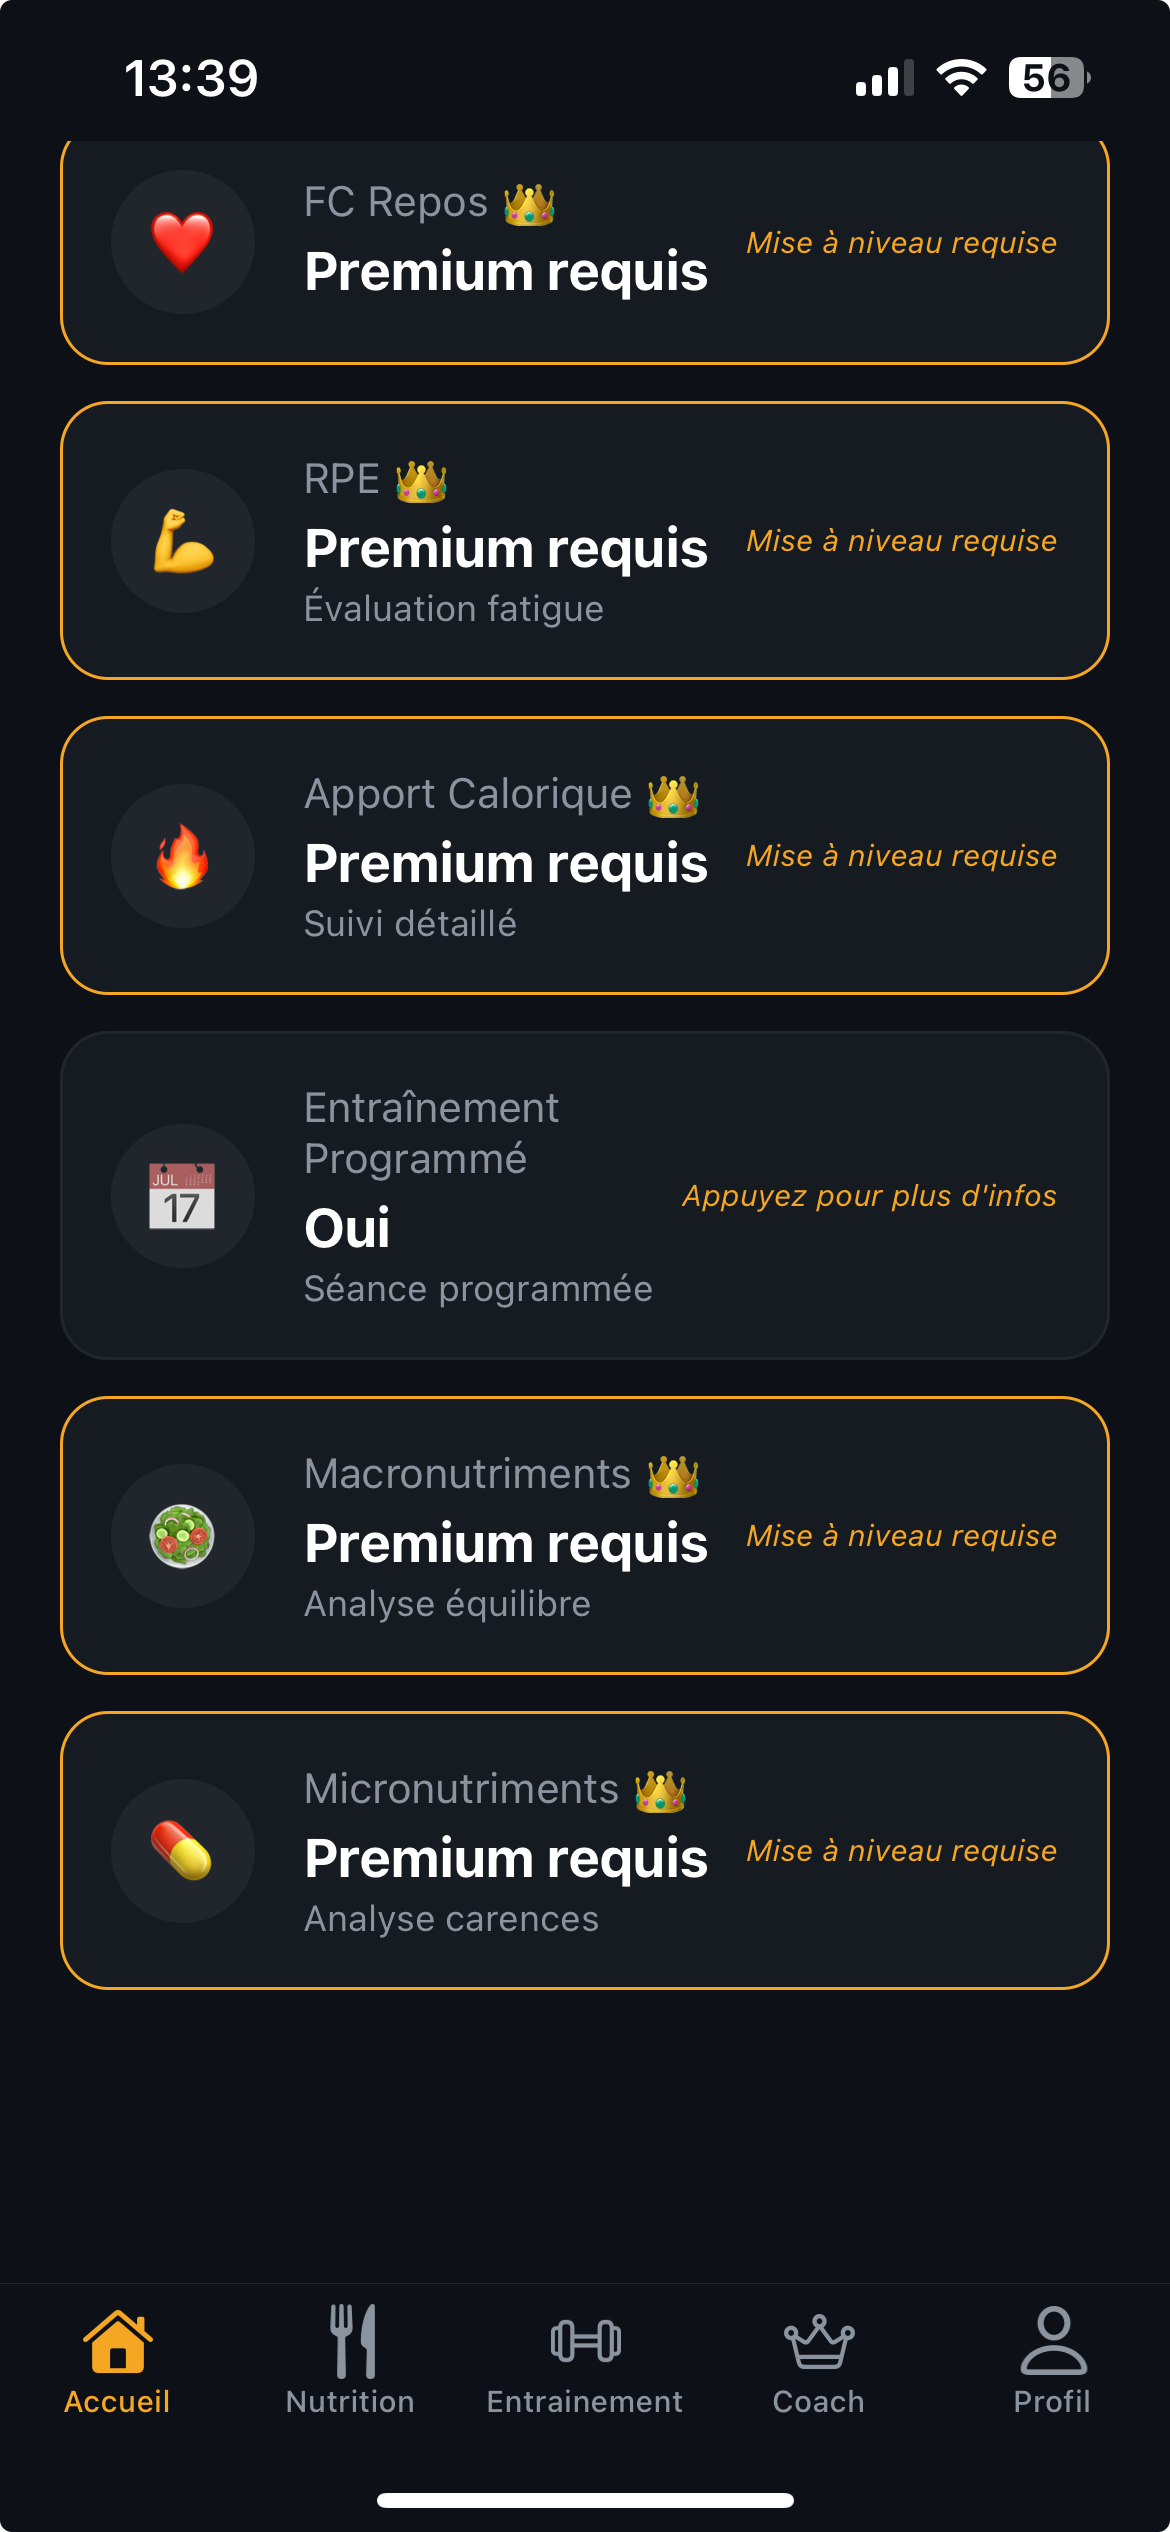 13:39
56
FC Repos 👑
Premium requis
Mise à niveau requise
RPE 👑
Premium requis
Mise à niveau requise
Évaluation fatigue
Apport Calorique 👑
Premium requis
Mise à niveau requise
Suivi détaillé
Entraînement
Programmé
JUL
17
Appuyez pour plus d'infos
Oui
Séance programmée
Macronutriments 👑
Premium requis
Mise à niveau requise
Analyse équilibre
Micronutriments 👑
Premium requis
Mise à niveau requise
Analyse carences
Accueil
Nutrition
Entrainement
Coach
Profil